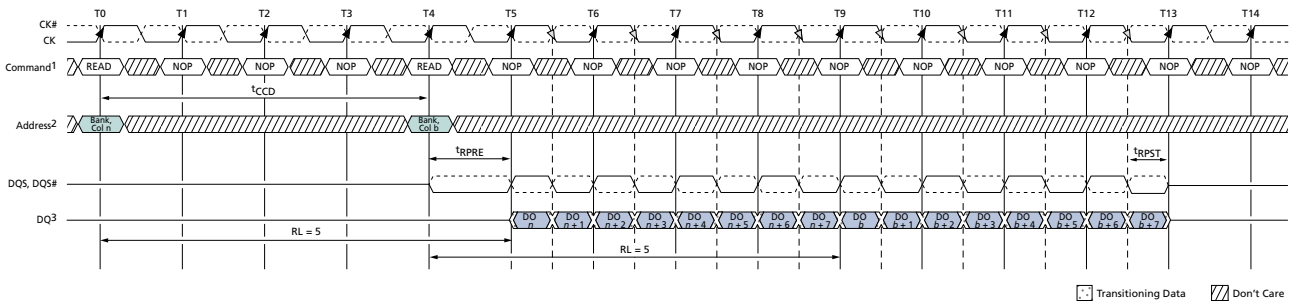 T0 T1 T2 T3 T4 T5 T6 T7 T8 T9 T10 T11 T12 T13 T14
CK#
CK
Command1 READ NOP NOP NOP READ NOP NOP NOP NOP NOP NOP NOP NOP NOP NOP
tCCD
Address2 Bank, Col n Bank, Col b
tRPRE tRPST
DQS, DQS#
DQ3 DO n DO n + 1 DO n + 2 DO n + 3 DO n + 4 DO n + 5 DO n + 6 DO n + 7 DO b DO b + 1 DO b + 2 DO b + 3 DO b + 4 DO b + 5 DO b + 6 DO b + 7
RL = 5
RL = 5
Transitioning Data Don't Care